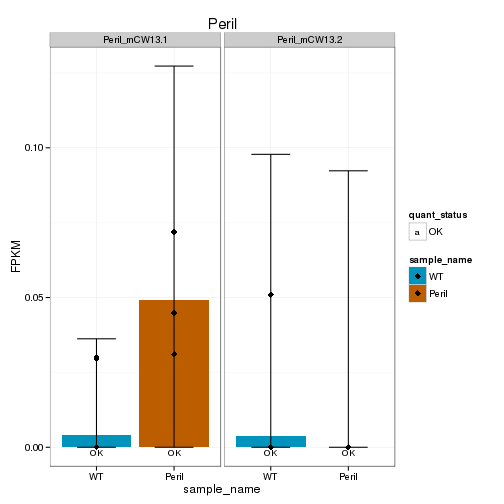 Peril
Peril_mCW13.1 Peril_mCW13.2
0.10
0.05
0.00
FPKM
OK OK OK OK
WT Peril WT Peril
sample_name
quant_status
a OK
sample_name
WT
Peril